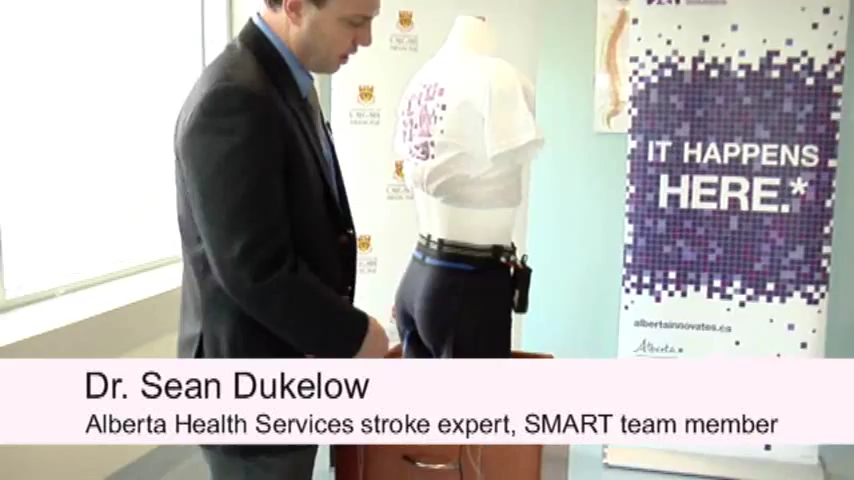 IT HAPPENS
HERE.*
albertainnovates.ca
Alberta
Dr. Sean Dukelow
Alberta Health Services stroke expert, SMART team member